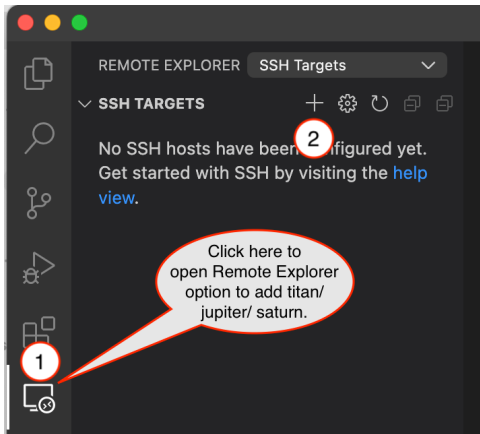 REMOTE EXPLORER SSH Targets
SSH TARGETS
2
No SSH hosts have been figured yet.
Get started with SSH by visiting the help
view.
Click here to
open Remote Explorer
option to add titan/
jupiter/ saturn.
1